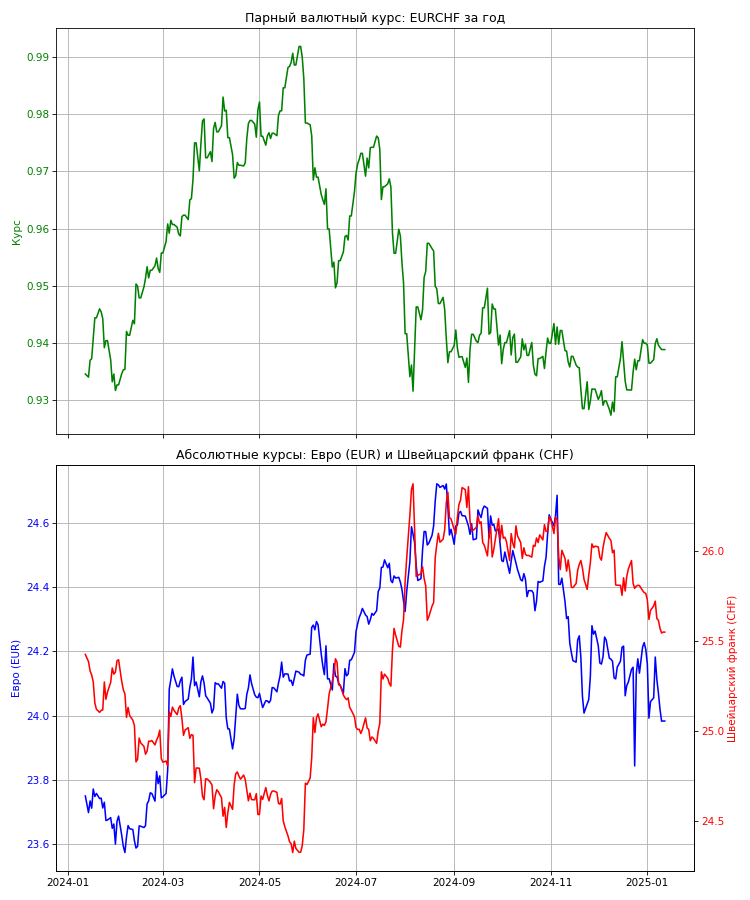 Парный валютный курс: EURCHF за год
0.99
0.98
0.97
0.96
0.95
0.94
0.93
Курс
Абсолютные курсы: Евро (EUR) и Швейцарский франк (CHF)
24.6
24.4
24.2
24.0
23.8
23.6
Евро (EUR)
26.0
25.5
25.0
24.5
Швейцарский франк (CHF)
2024-01 2024-03 2024-05 2024-07 2024-09 2024-11 2025-01